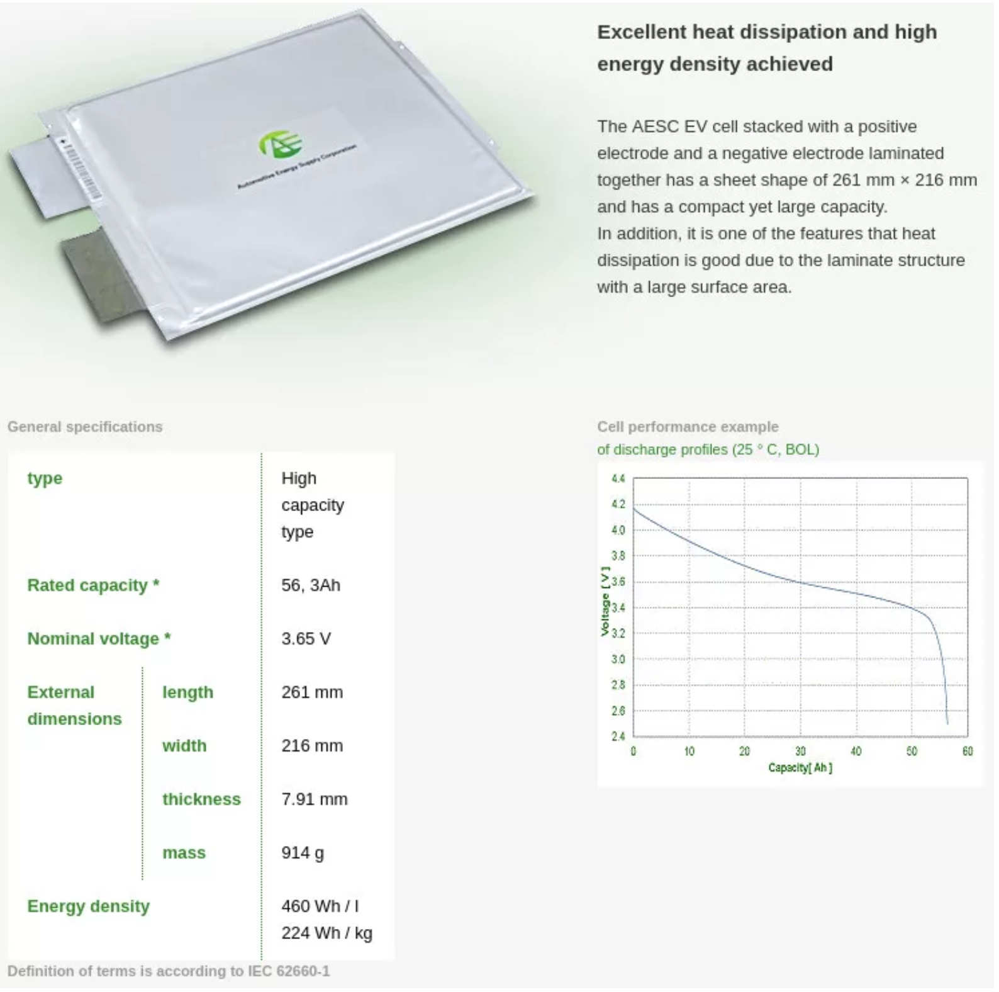 Excellent heat dissipation and high
energy density achieved
The AESC EV cell stacked with a positive
electrode and a negative electrode laminated
together has a sheet shape of 261 mm × 216 mm
and has a compact yet large capacity.
In addition, it is one of the features that heat
dissipation is good due to the laminate structure
with a large surface area.
AE
Automotive Energy Supply Corporation
+
General specifications
type
High
capacity
type
Rated capacity *
56, 3Ah
Nominal voltage *
3.65 V
External
dimensions
length
261 mm
width
216 mm
thickness
7.91 mm
mass
914 g
Energy density
460 Wh / l
224 Wh / kg
Definition of terms is according to IEC 62660-1
Cell performance example
of discharge profiles (25 ° C, BOL)
Voltage [ V ]
4.4
4.2
4.0
3.8
3.6
3.4
3.2
3.0
2.8
2.6
2.4
0 10 20 30 40 50 60
Capacity[ Ah ]